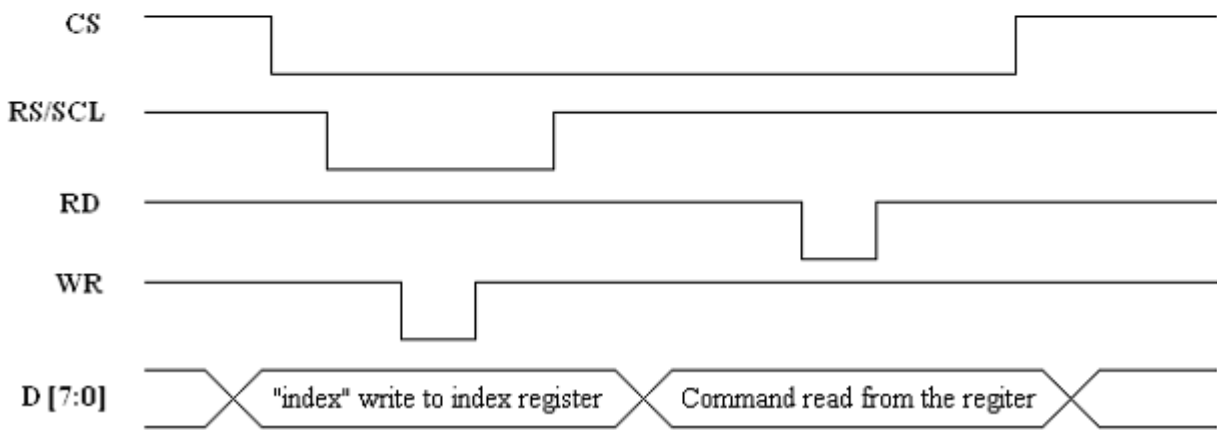 CS
RS/SCL
RD
WR
D [7:0] "index" write to index register Command read from the regiter